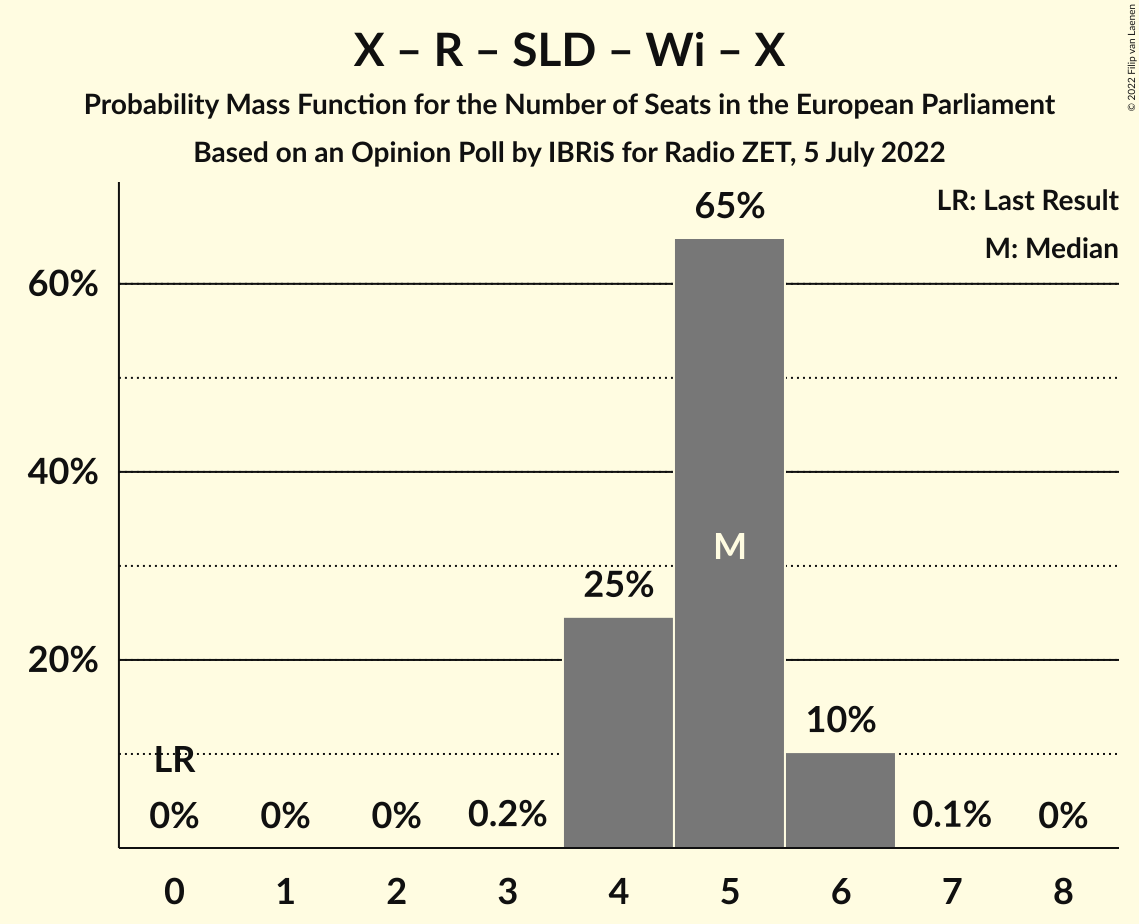 X – R – SLD – Wi – X
Probability Mass Function for the Number of Seats in the European Parliament
Based on an Opinion Poll by IBRiS for Radio ZET, 5 July 2022
© 2022 Filip van Laenen
LR: Last Result
M: Median
60%
40%
20%
65%
M
25%
10%
LR
0%
0%
0%
0.2%
0.1%
0%
0 1 2 3 4 5 6 7 8